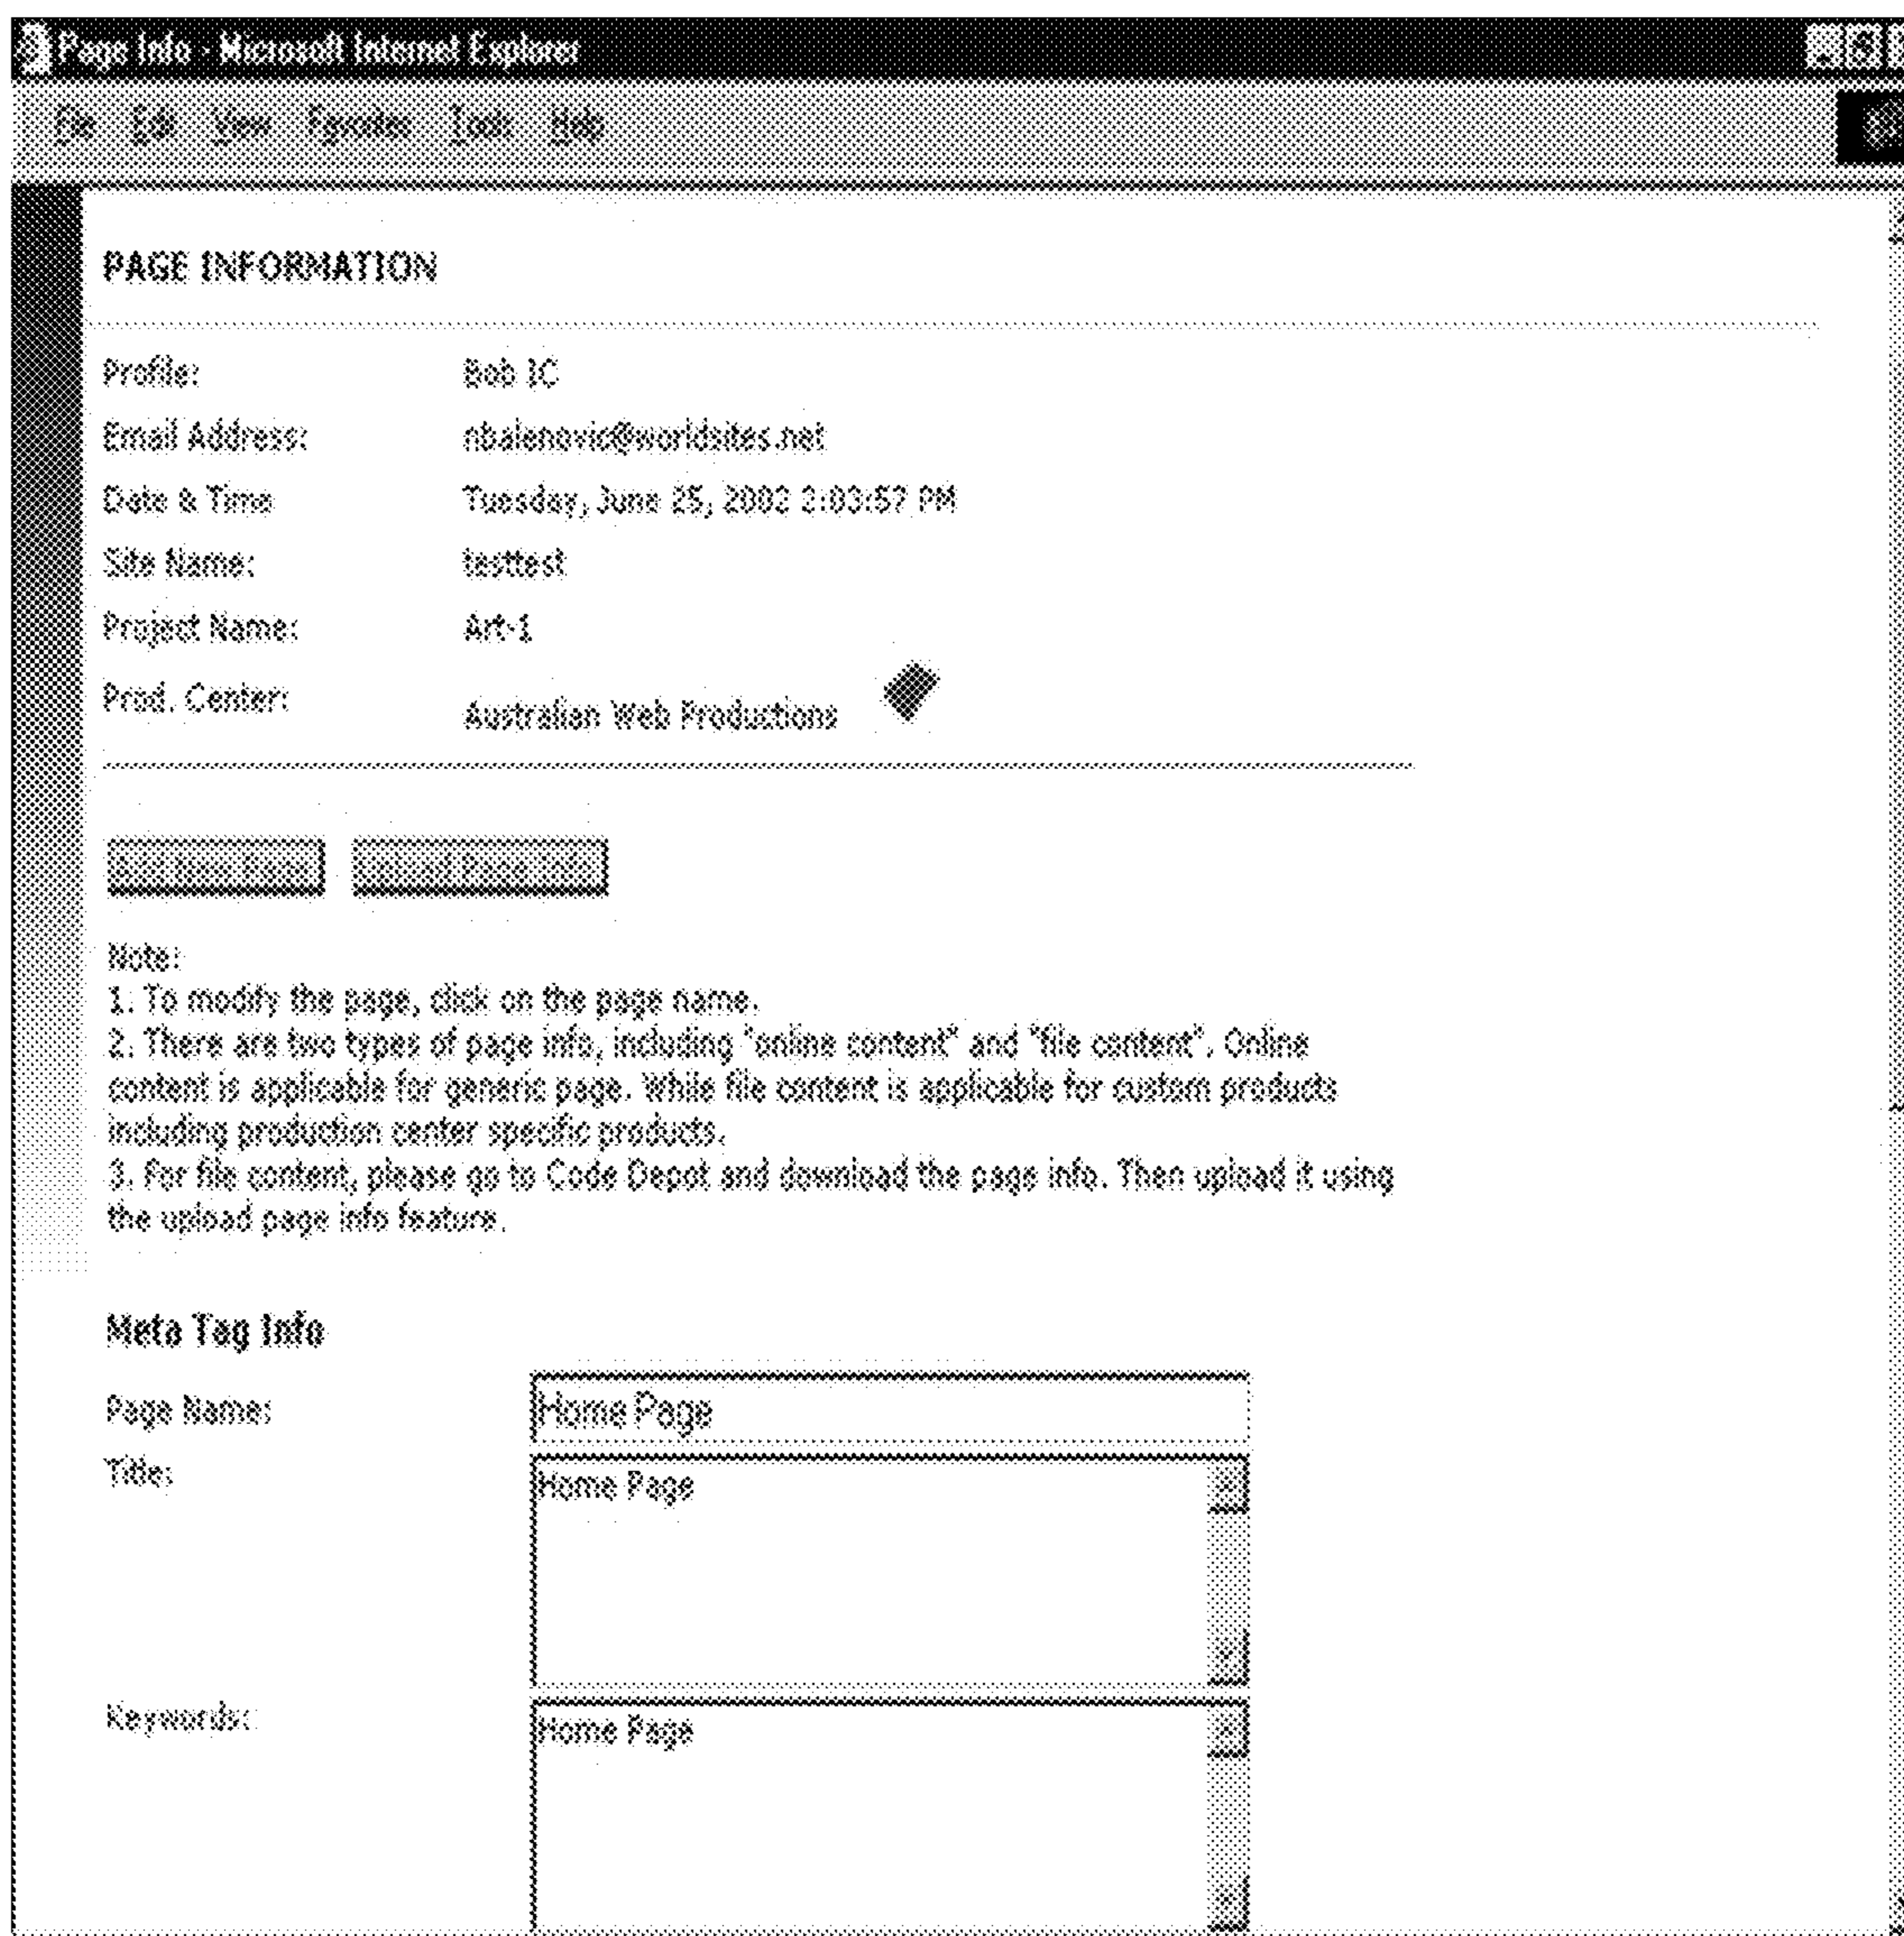 Page Info - Microsoft Internet Explorer
File Edit View Favorites Tools Help
PAGE INFORMATION
Profile: Bob IC
Email Address: nbalenovic@worldsites.net
Date & Time Tuesday, June 25, 2002 2:03:57 PM
Site Name: testtest
Project Name: Art-1
Prod. Center: Australian Web Productions
Add New Page Upload Page Info
Note:
1. To modify the page, click on the page name.
2. There are two types of page info, including "online content" and "file content". Online
content is applicable for generic page. While file content is applicable for custom products
including production center specific products.
3. For file content, please go to Code Depot and download the page info. Then upload it using
the upload page info feature.
Meta Tag Info
Page Name: Home Page
Title: Home Page
Keywords: Home Page